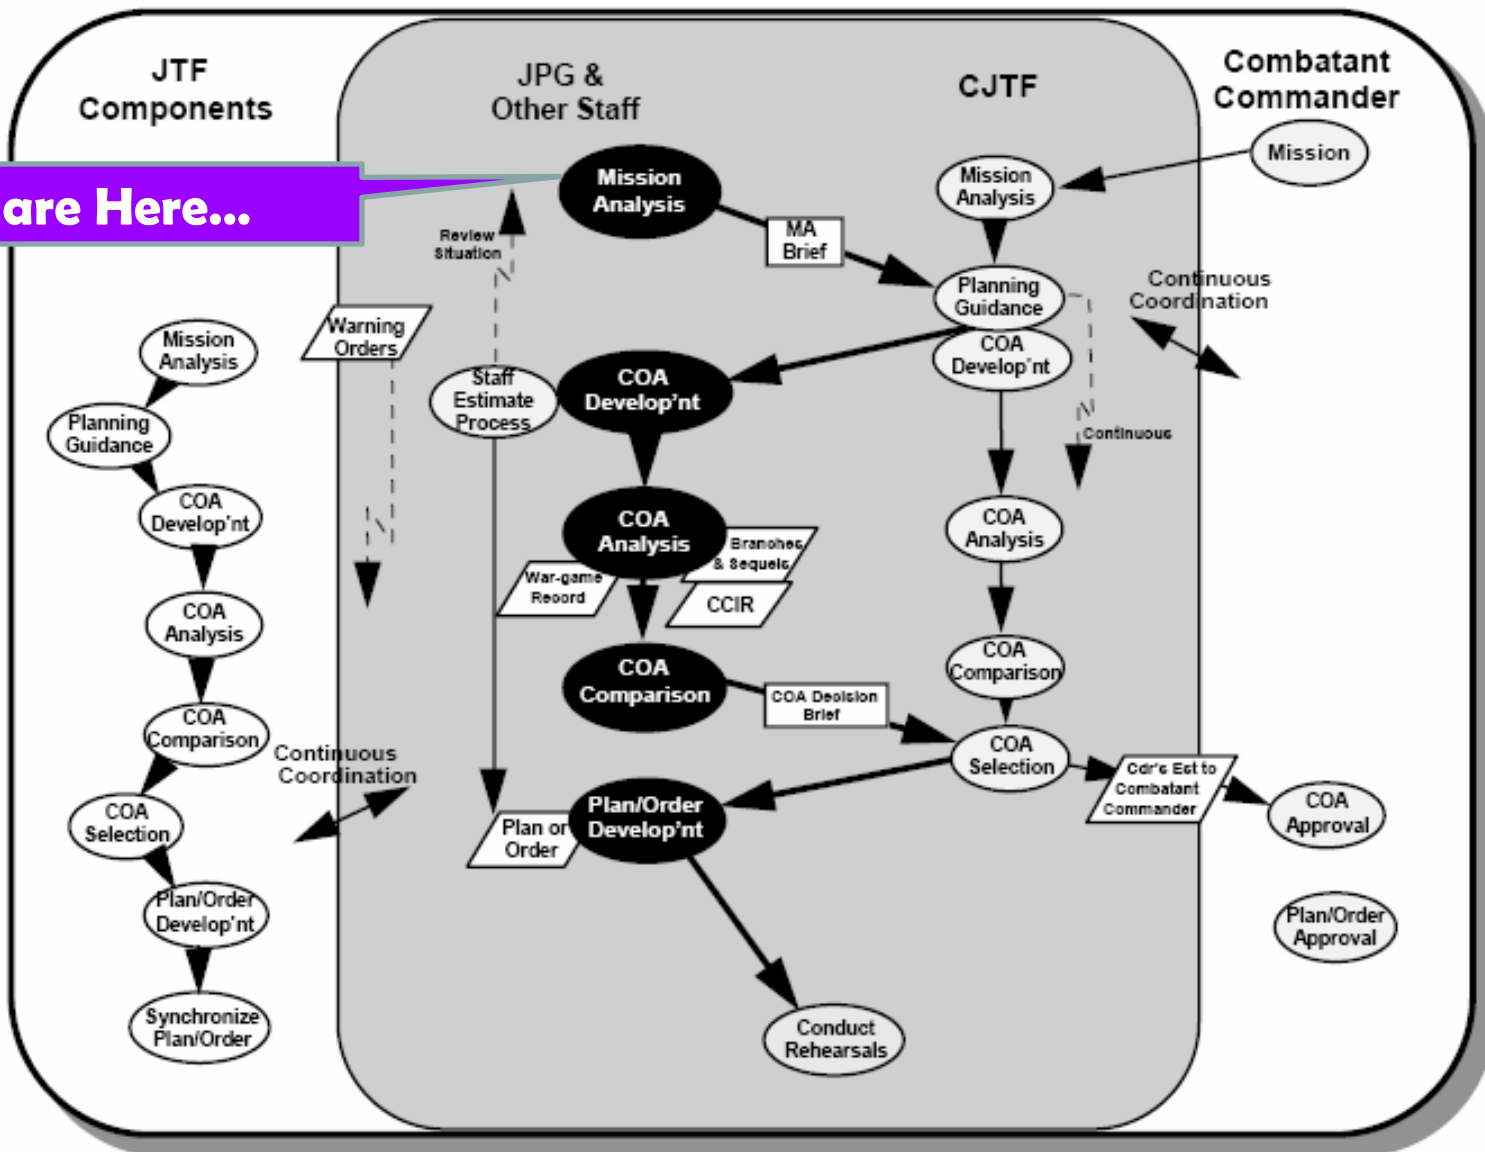 JTF
Components
JPG &
Other Staff
CJTF
Combatant
Commander
are Here...
Mission
Analysis
MA
Brief
Mission
Analysis
Mission
Review
Situation
Planning
Guidance
Continuous
Coordination
Warning
Orders
Mission
Analysis
COA
Develop'nt
Staff
Estimate
Process
COA
Develop'nt
Planning
Guidance
Continuous
COA
Develop'nt
COA
Analysis
Branches
& Sequels
War-game
Record
CCIR
COA
Analysis
COA
Analysis
COA
Comparison
COA
Comparison
COA Decision
Brief
COA
Comparison
Continuous
Coordination
COA
Selection
Cdr's Est to
Combatant
Commander
COA
Approval
COA
Selection
Plan or
Order
Plan/Order
Develop'nt
Plan/Order
Develop'nt
Plan/Order
Approval
Synchronize
Plan/Order
Conduct
Rehearsals